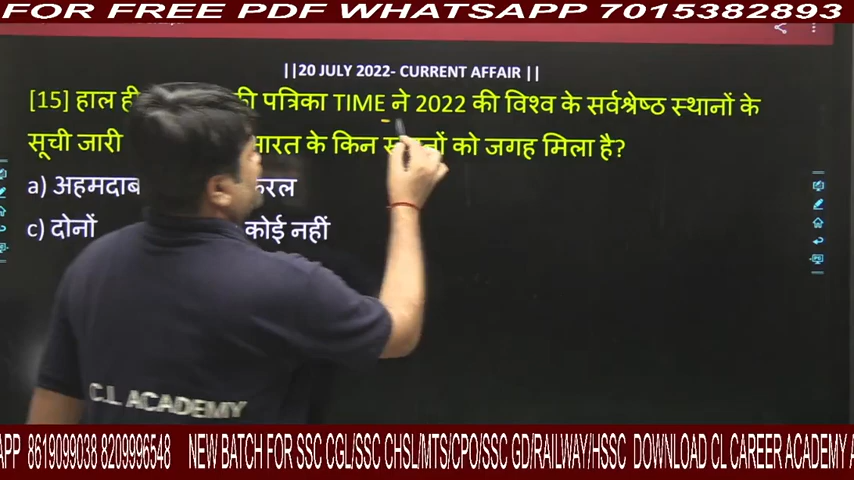 FOR FREE PDF WHATSAPP 7015382893
||20 JULY 2022- CURRENT AFFAIR ||
[15] हाल ही की पत्रिका TIME ने 2022 की विश्व के सर्वश्रेष्ठ स्थानों के
सूची जारी भारत के किन को जगह मिला है?
a) अहमदाब
c) दोनों कोई नहीं
C.L ACADEMY
APP 8619099038 8209996548 NEW BATCH FOR SSC CGL/SSC CHSL/MTS/CPO/SSC GD/RAILWAY/HSSC DOWNLOAD CL CAREER ACADEMY A